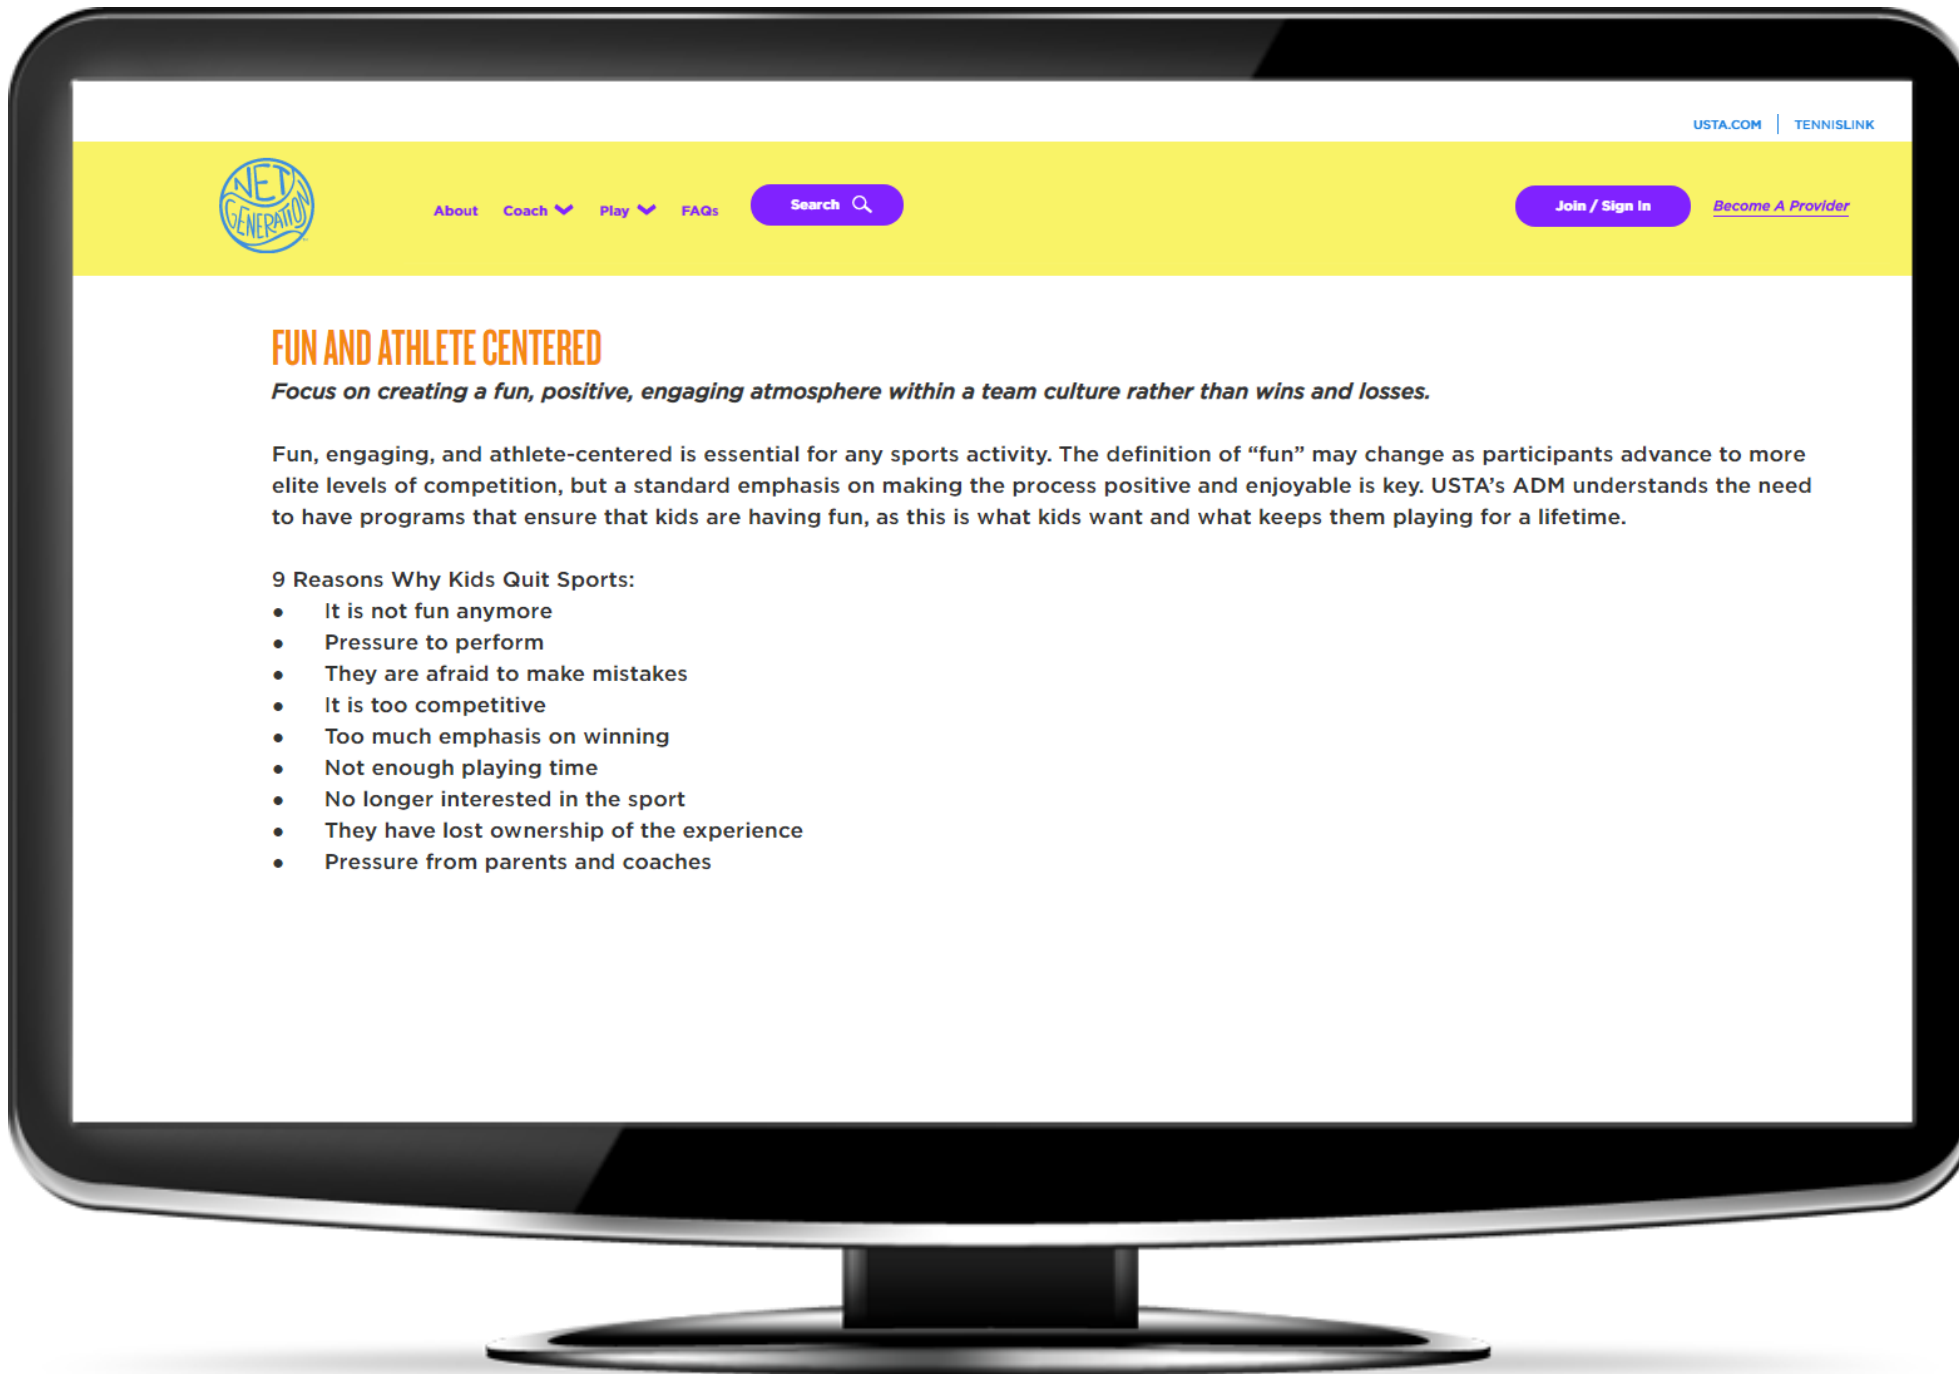 USTA.COM | TENNISLINK
NET
GENERATION
About Coach Play FAQs Search Join / Sign In Become A Provider
FUN AND ATHLETE CENTERED
Focus on creating a fun, positive, engaging atmosphere within a team culture rather than wins and losses.
Fun, engaging, and athlete-centered is essential for any sports activity. The definition of “fun” may change as participants advance to more
elite levels of competition, but a standard emphasis on making the process positive and enjoyable is key. USTA’s ADM understands the need
to have programs that ensure that kids are having fun, as this is what kids want and what keeps them playing for a lifetime.
9 Reasons Why Kids Quit Sports:
● It is not fun anymore
● Pressure to perform
● They are afraid to make mistakes
● It is too competitive
● Too much emphasis on winning
● Not enough playing time
● No longer interested in the sport
● They have lost ownership of the experience
● Pressure from parents and coaches